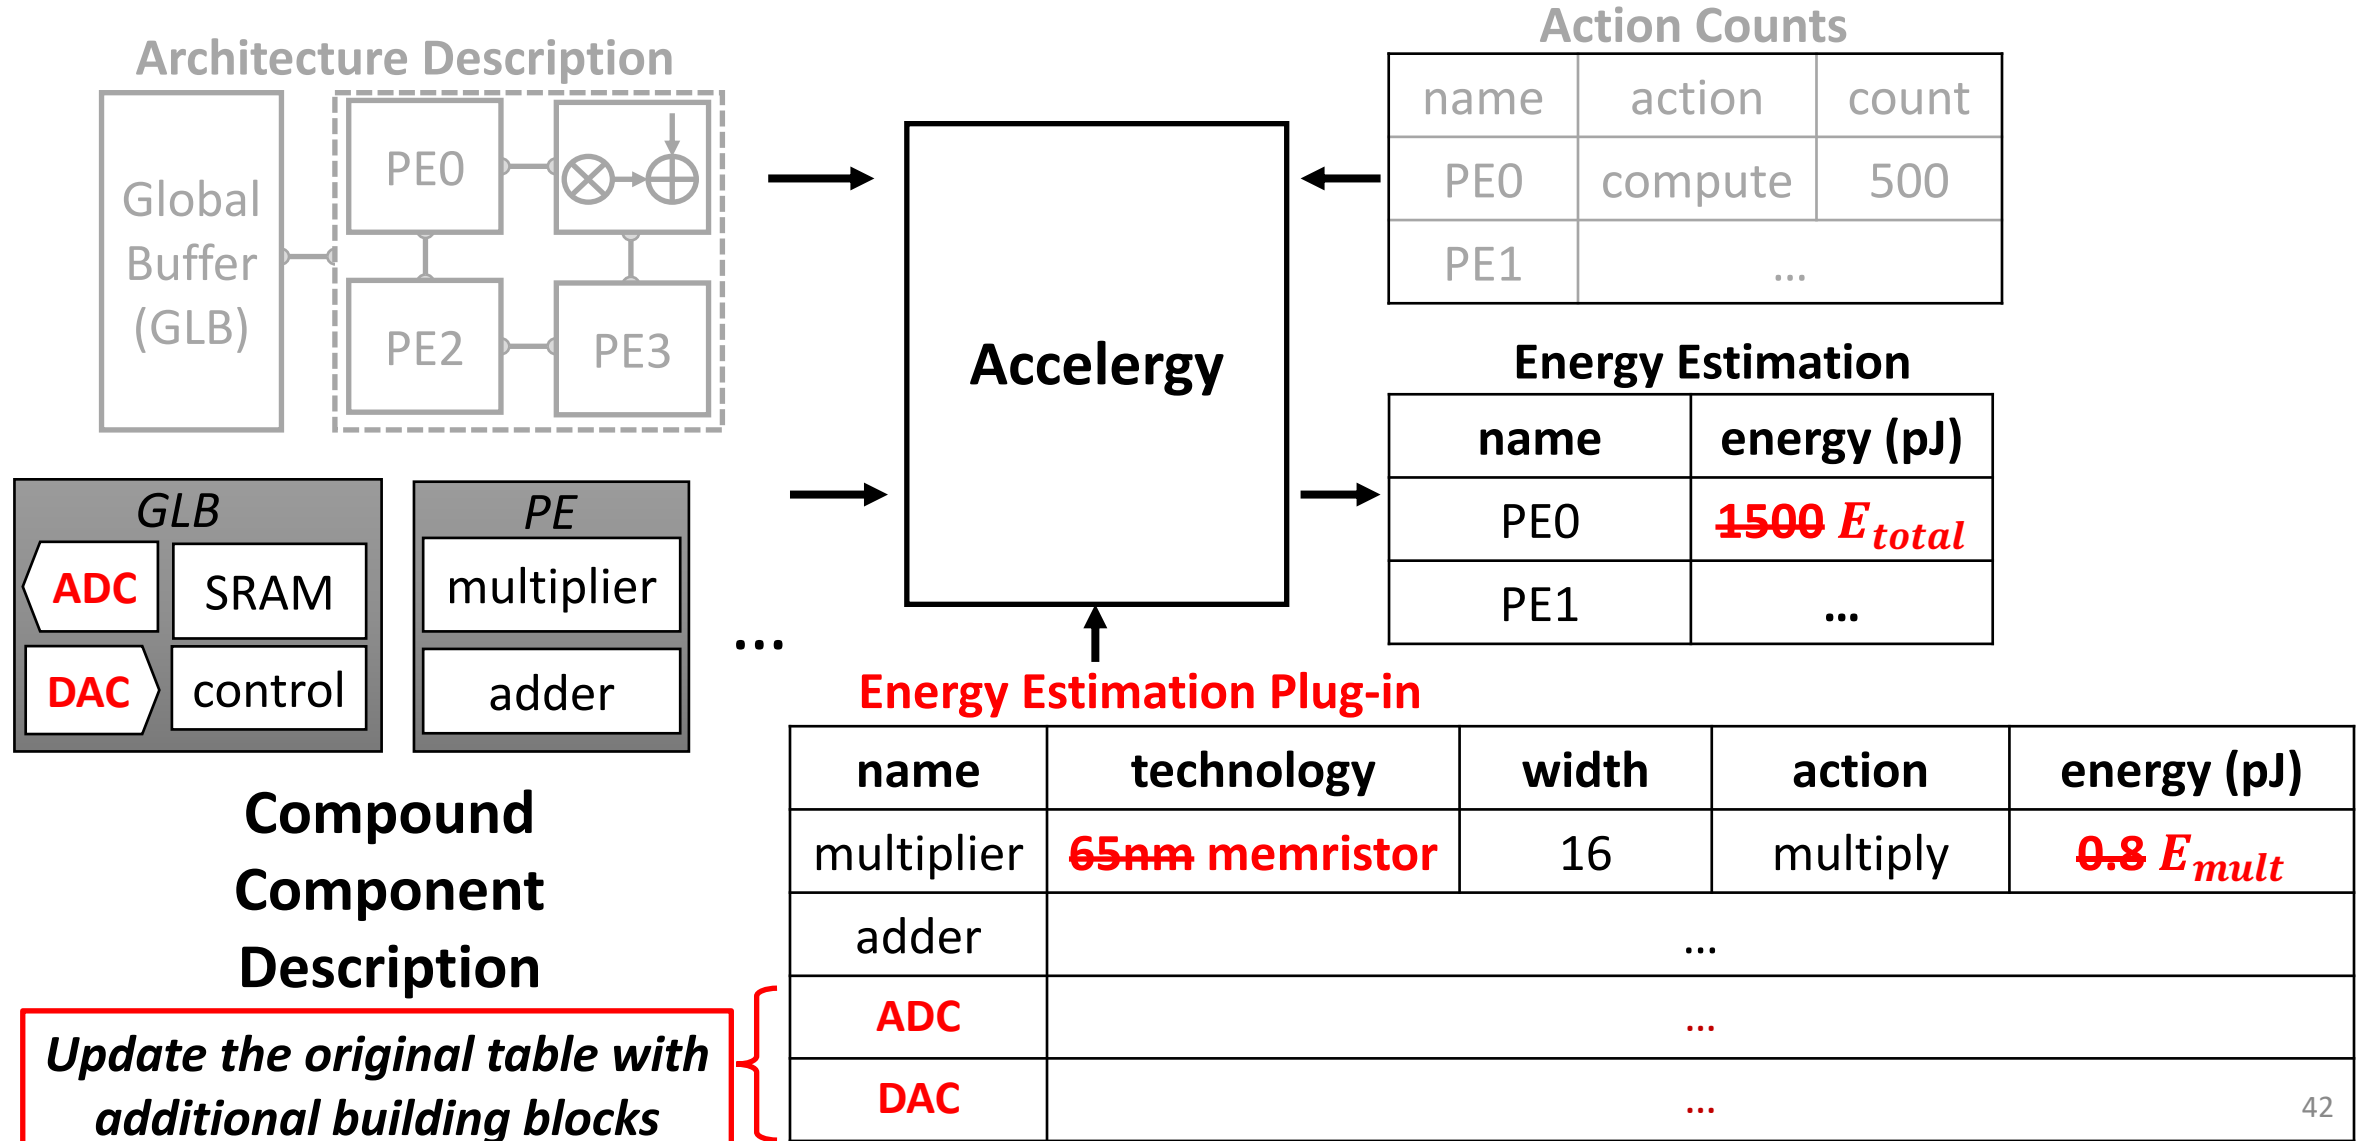 Architecture Description
Global
Buffer
(GLB)
PE0
PE2
PE3
Action Counts
name action count
PE0 compute 500
PE1 ...
Accelergy
Energy Estimation
name energy (pJ)
PE0 1500 E_total
PE1 ...
GLB
ADC SRAM
DAC control
PE
multiplier
adder
...
Compound
Component
Description
Energy Estimation Plug-in
name technology width action energy (pJ)
multiplier 65nm memristor 16 multiply 0.8 E_mult
adder ...
ADC ...
DAC ...
Update the original table with
additional building blocks
42